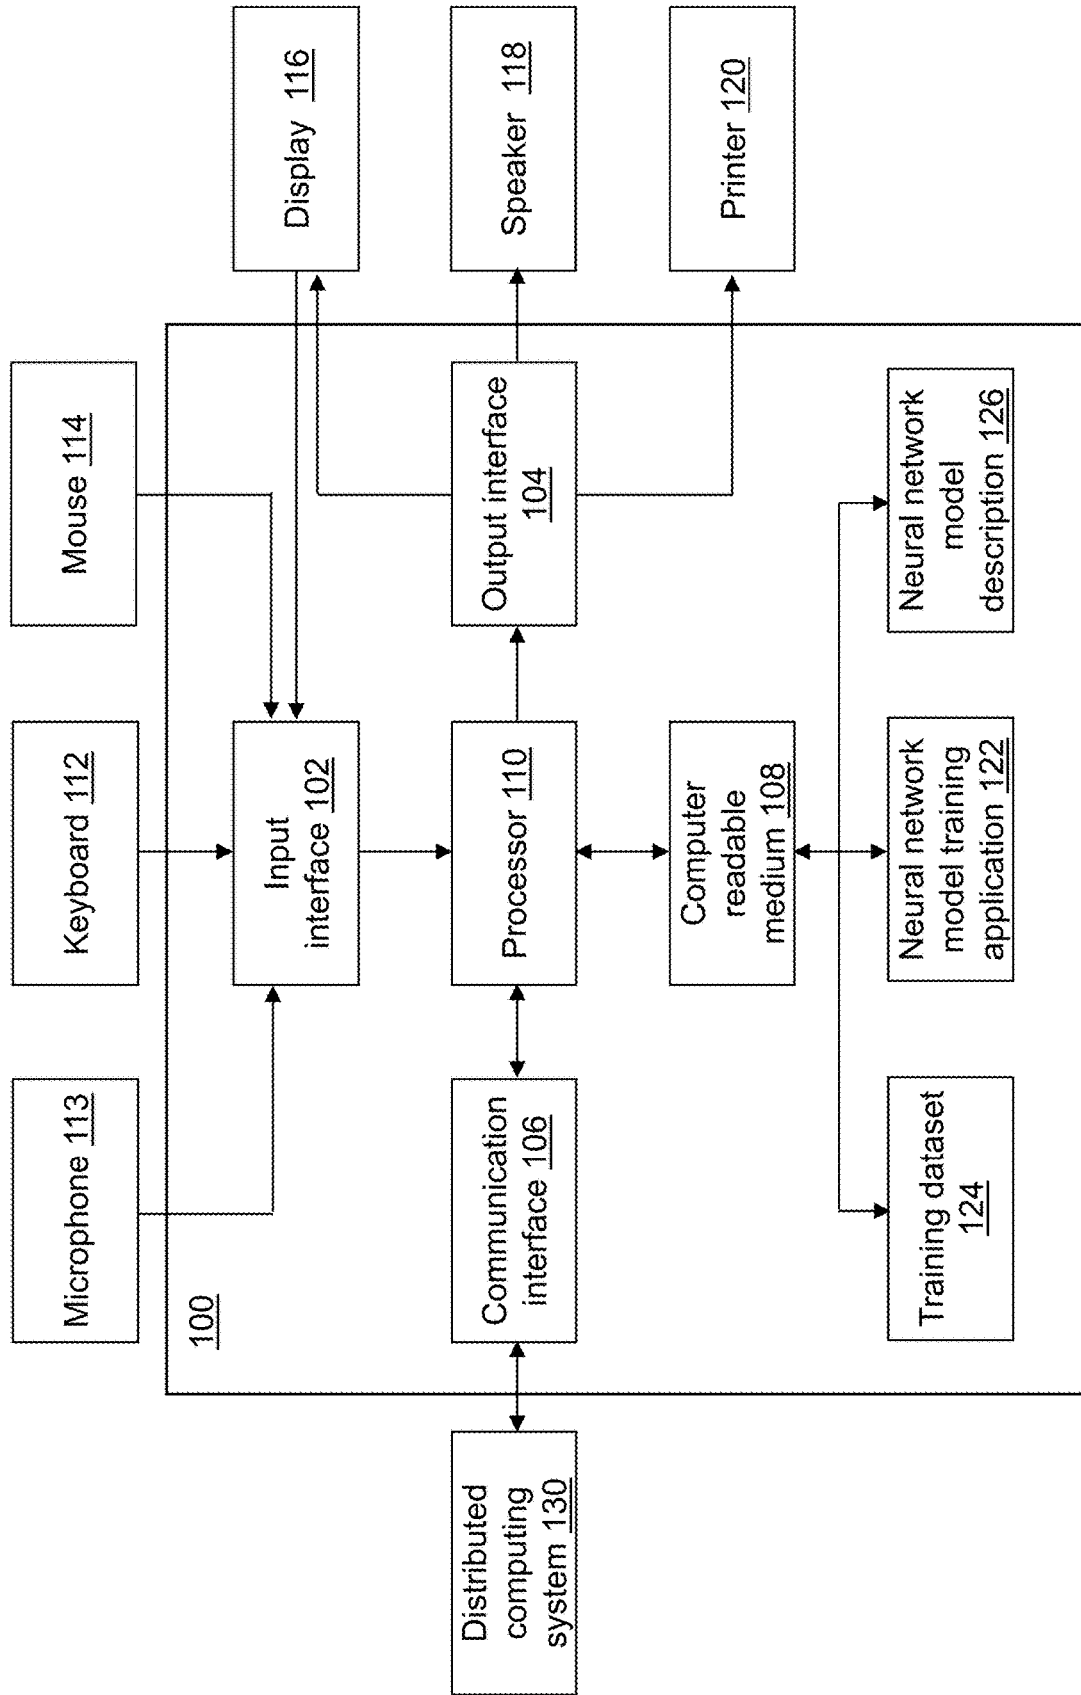 Microphone 113
Keyboard 112
Mouse 114
100
Input
interface 102
Display 116
Distributed
computing
system 130
Communication
interface 106
Processor 110
Output interface
104
Speaker 118
Computer
readable
medium 108
Printer 120
Training dataset
124
Neural network
model training
application 122
Neural network
model
description 126